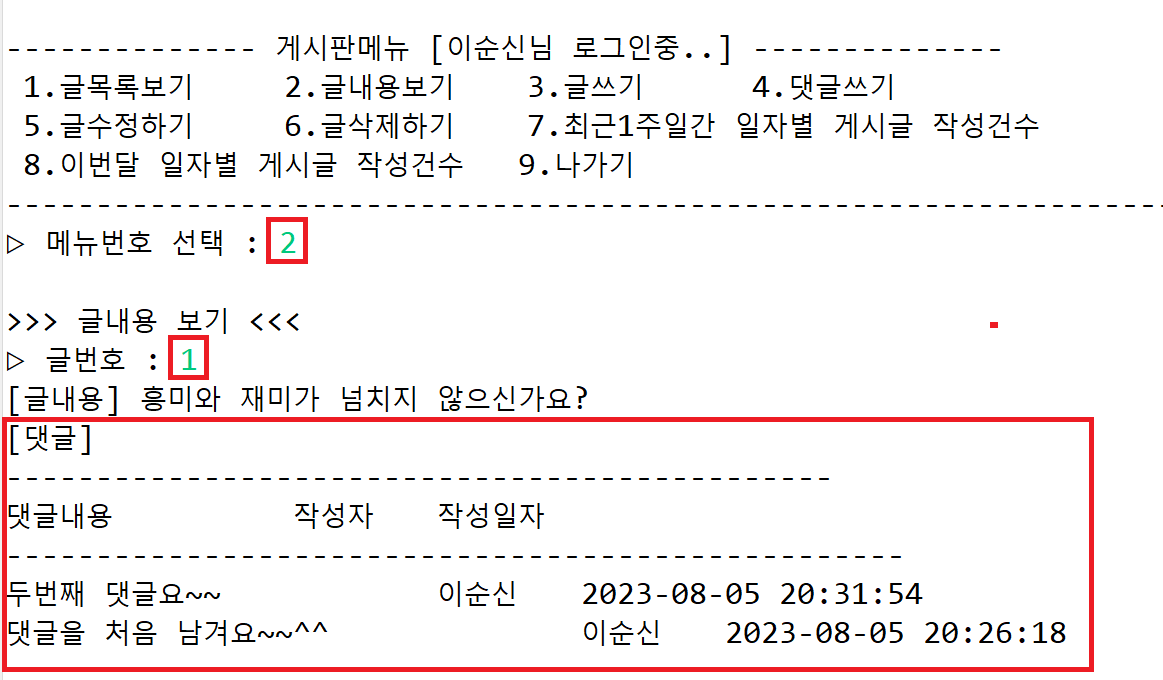 -------------- 게시판메뉴 [이순신님 로그인중..] --------------
1.글목록보기 2.글내용보기 3.글쓰기 4.댓글쓰기
5.글수정하기 6.글삭제하기 7.최근1주일간 일자별 게시글 작성건수
8.이번달 일자별 게시글 작성건수 9.나가기
-----------------------------------------------------------------
▷ 메뉴번호 선택 : 2
>>> 글내용 보기 <<<
▷ 글번호 : 1
[글내용] 흥미와 재미가 넘치지 않으신가요?
[댓글]
----------------------------------------------
댓글내용 작성자 작성일자
--------------------------------------------------
두번째 댓글요~~ 이순신 2023-08-05 20:31:54
댓글을 처음 남겨요~~^^ 이순신 2023-08-05 20:26:18